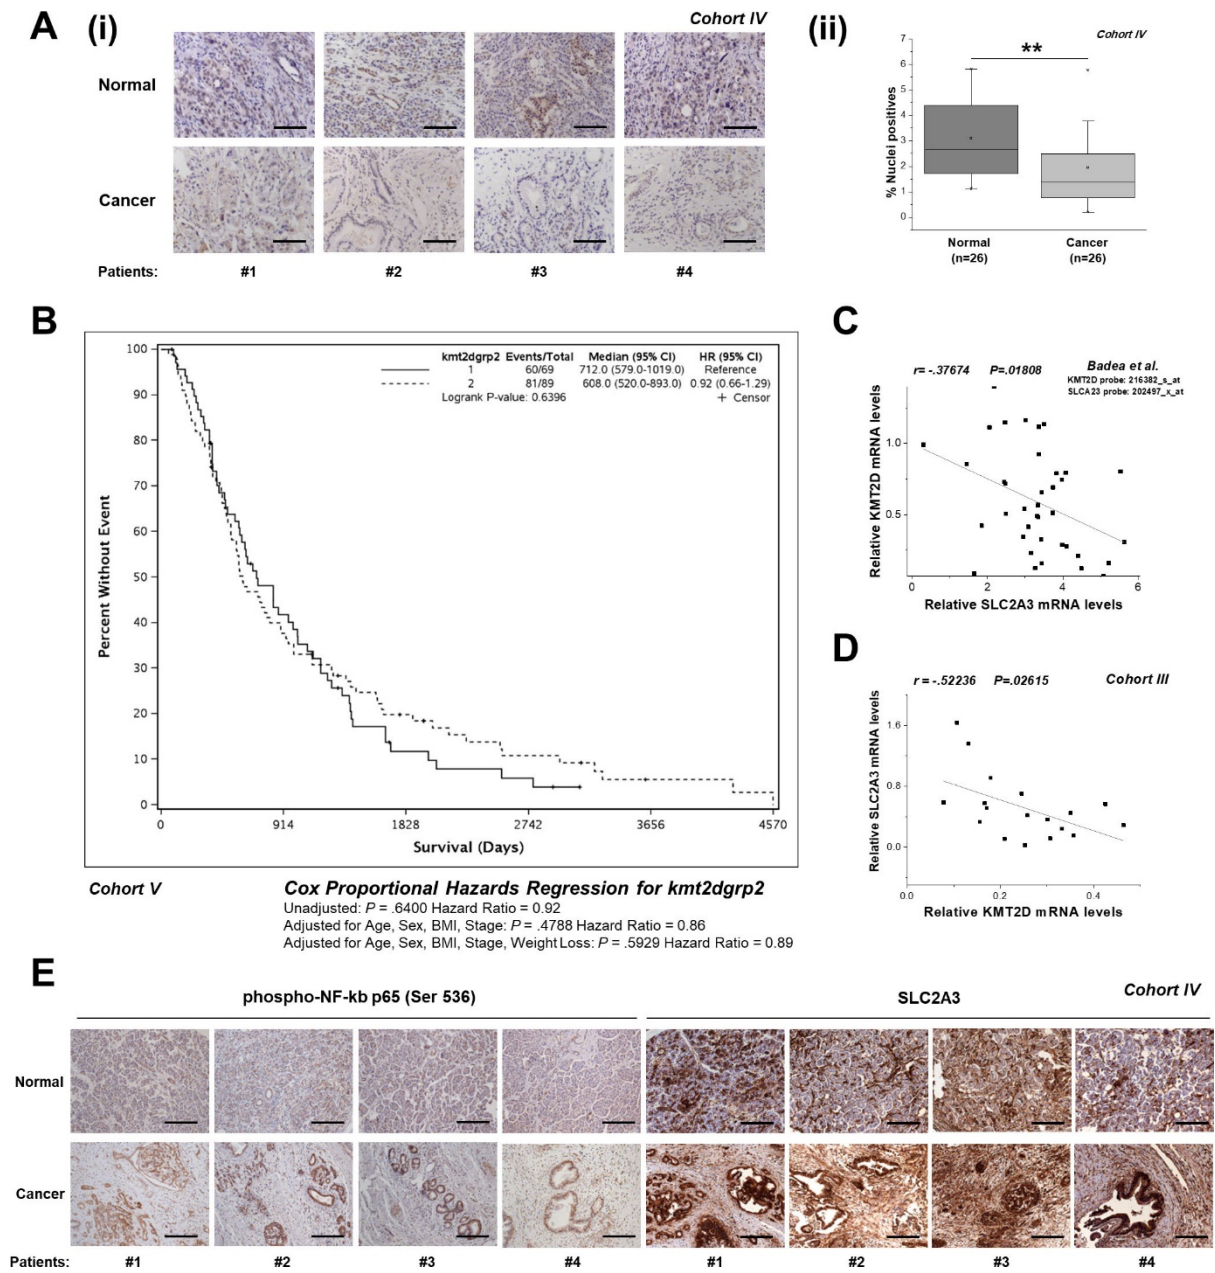 A (i) Cohort IV
Normal
Cancer
Patients: #1 #2 #3 #4
(ii) Cohort IV
**
% Nuclei positives
7
6
5
4
3
2
1
0
Normal (n=26)
Cancer (n=26)
B
kmt2dgrp2 Events/Total Median (95% CI) HR (95% CI)
1 60/69 712.0 (579.0-1019.0) Reference
2 81/89 608.0 (520.0-893.0) 0.92 (0.66-1.29)
Logrank P-value: 0.6396 + Censor
Percent Without Event
100
90
80
70
60
50
40
30
20
10
0
0 914 1828 2742 3656 4570
Survival (Days)
Cohort V
Cox Proportional Hazards Regression for kmt2dgrp2
Unadjusted: P = .6400 Hazard Ratio = 0.92
Adjusted for Age, Sex, BMI, Stage: P = .4788 Hazard Ratio = 0.86
Adjusted for Age, Sex, BMI, Stage, Weight Loss: P = .5929 Hazard Ratio = 0.89
C
r= -.37674 P=.01808 Badea et al.
KMT2D probe: 216382_s_at
SLCA23 probe: 202497_x_at
Relative KMT2D mRNA levels
1.0
0.5
0 2 4 6
Relative SLC2A3 mRNA levels
D
r = -.52236 P=.02615 Cohort III
Relative SLC2A3 mRNA levels
1.6
0.8
0.0
0.0 0.2 0.4
Relative KMT2D mRNA levels
E
phospho-NF-kb p65 (Ser 536) SLC2A3 Cohort IV
Normal
Cancer
Patients: #1 #2 #3 #4 #1 #2 #3 #4